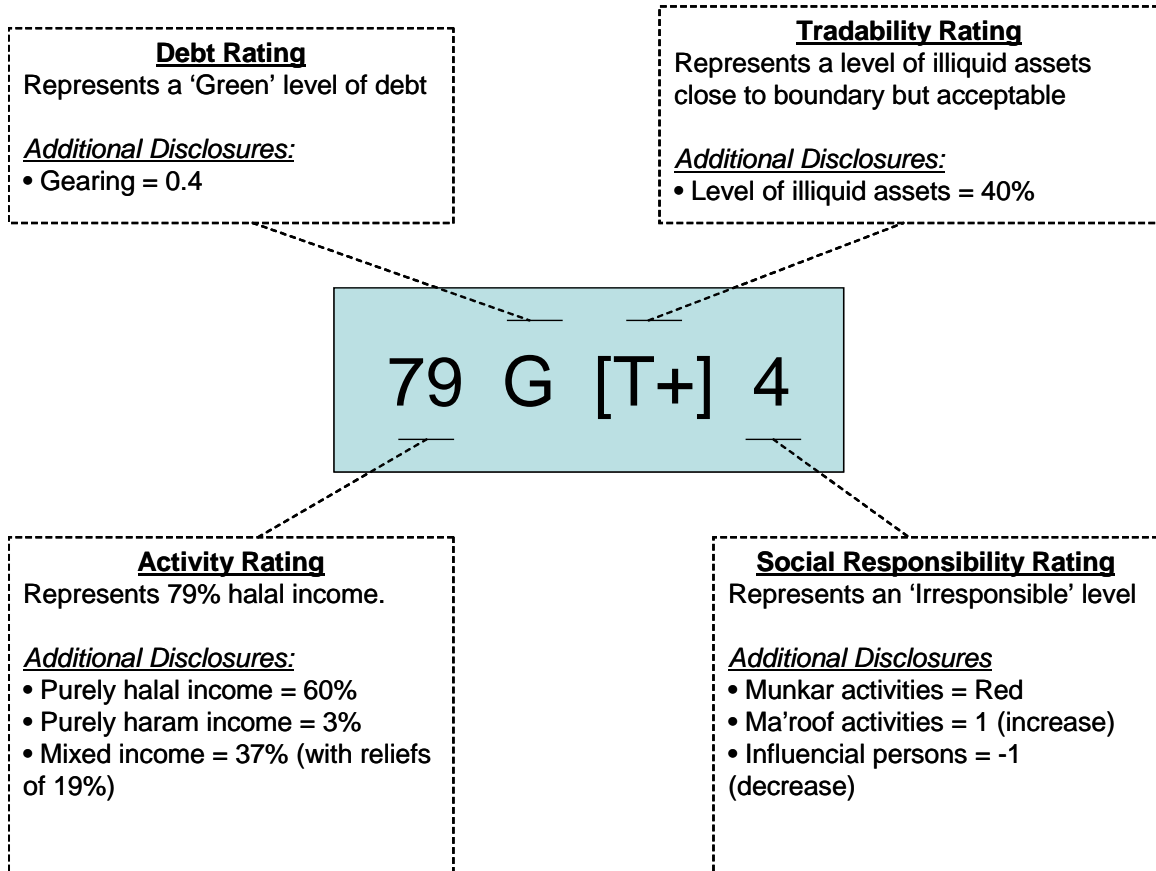 Debt Rating
Represents a ‘Green’ level of debt
Additional Disclosures:
• Gearing = 0.4
Tradability Rating
Represents a level of illiquid assets
close to boundary but acceptable
Additional Disclosures:
• Level of illiquid assets = 40%
79 G [T+] 4
Activity Rating
Represents 79% halal income.
Additional Disclosures:
• Purely halal income = 60%
• Purely haram income = 3%
• Mixed income = 37% (with reliefs
of 19%)
Social Responsibility Rating
Represents an ‘Irresponsible’ level
Additional Disclosures
• Munkar activities = Red
• Ma’roof activities = 1 (increase)
• Influencial persons = -1
(decrease)